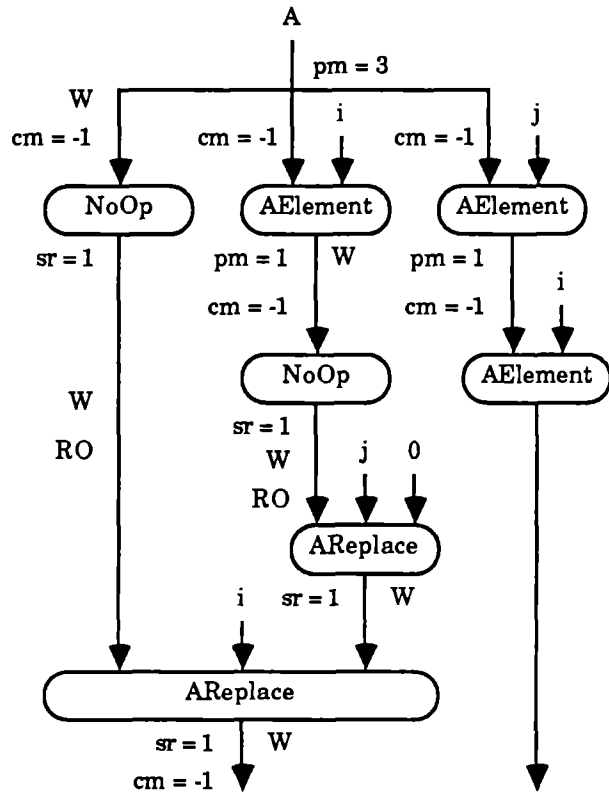 A
pm = 3
W i j
cm = -1 cm = -1 cm = -1
NoOp AElement AElement
sr = 1 pm = 1 W pm = 1
i
cm = -1 cm = -1
NoOp AElement
W sr = 1
RO W j 0
RO
AReplace
i sr = 1 W
AReplace
sr = 1 W
cm = -1